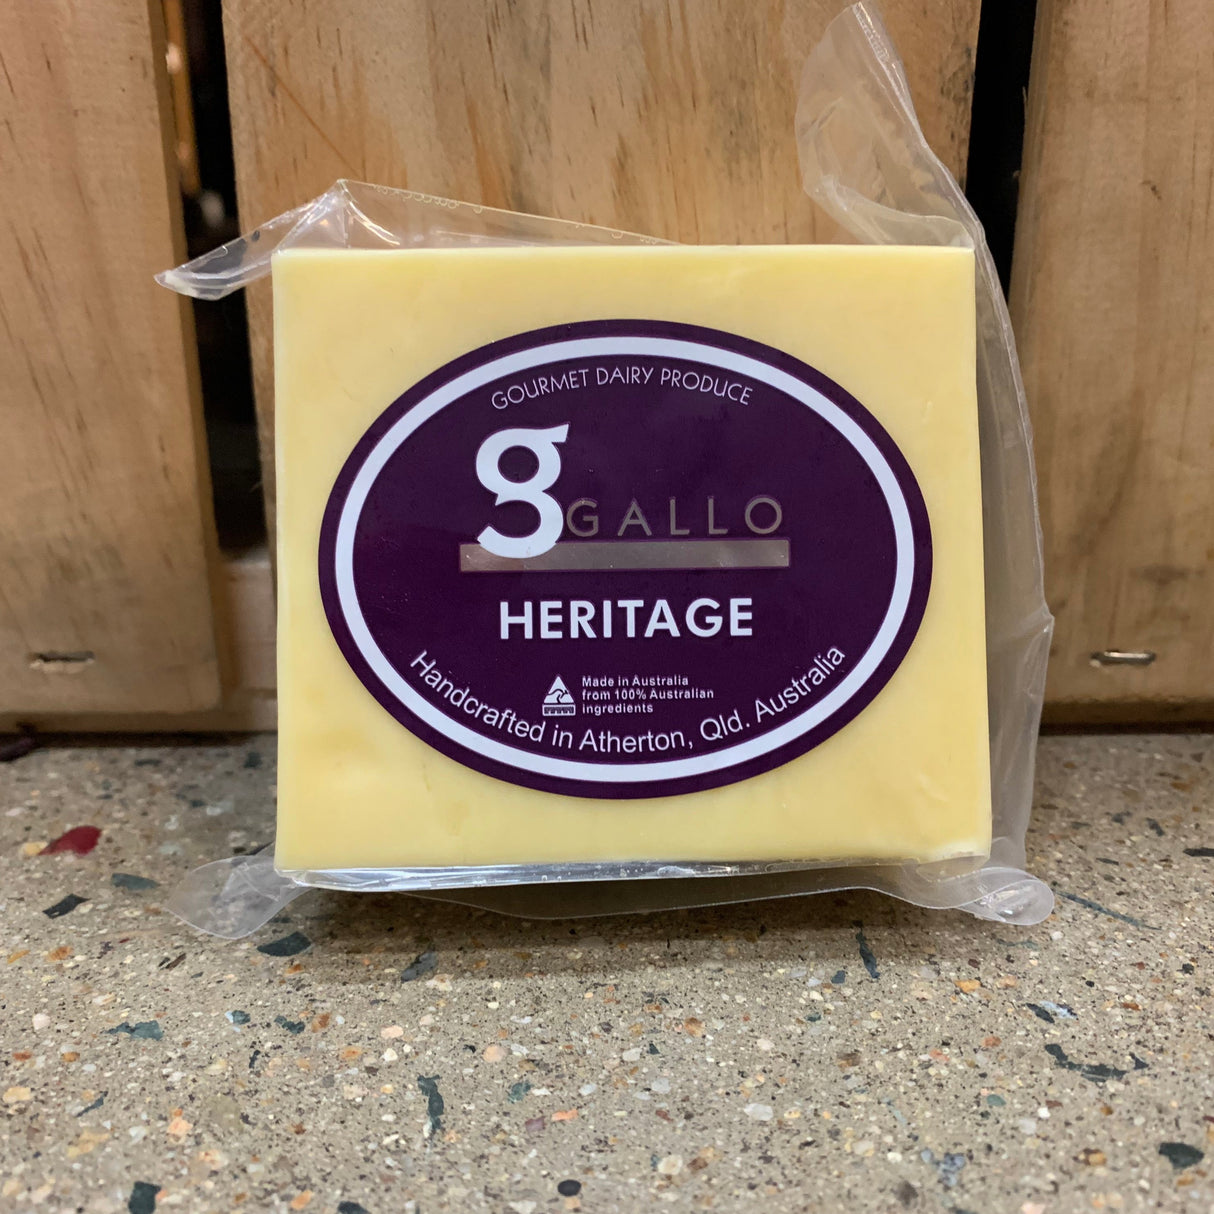 GOURMET DAIRY PRODUCE
g GALLO
HERITAGE
Made in Australia
from 100% Australian
ingredients
Handcrafted in Atherton, Qld. Australia